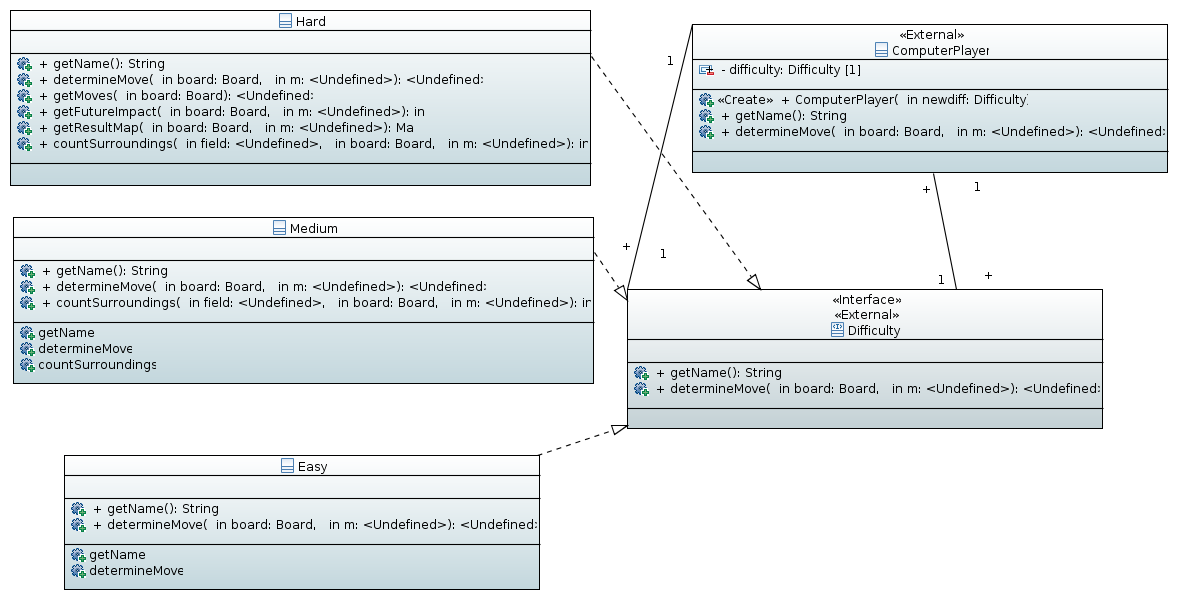 Hard
+ getName(): String
+ determineMove( in board: Board, in m: <Undefined>): <Undefined>
+ getMoves( in board: Board): <Undefined>
+ getFutureImpact( in board: Board, in m: <Undefined>): in
+ getResultMap( in board: Board, in m: <Undefined>): Ma
+ countSurroundings( in field: <Undefined>, in board: Board, in m: <Undefined>): in
«External»
ComputerPlayer
- difficulty: Difficulty [1]
«Create» + ComputerPlayer( in newdiff: Difficulty)
+ getName(): String
+ determineMove( in board: Board, in m: <Undefined>): <Undefined>
1
+
1
+
1
1
+
Medium
+ getName(): String
+ determineMove( in board: Board, in m: <Undefined>): <Undefined>
+ countSurroundings( in field: <Undefined>, in board: Board, in m: <Undefined>): in
getName
determineMove
countSurroundings
«Interface»
«External»
Difficulty
+ getName(): String
+ determineMove( in board: Board, in m: <Undefined>): <Undefined>
Easy
+ getName(): String
+ determineMove( in board: Board, in m: <Undefined>): <Undefined>
getName
determineMove